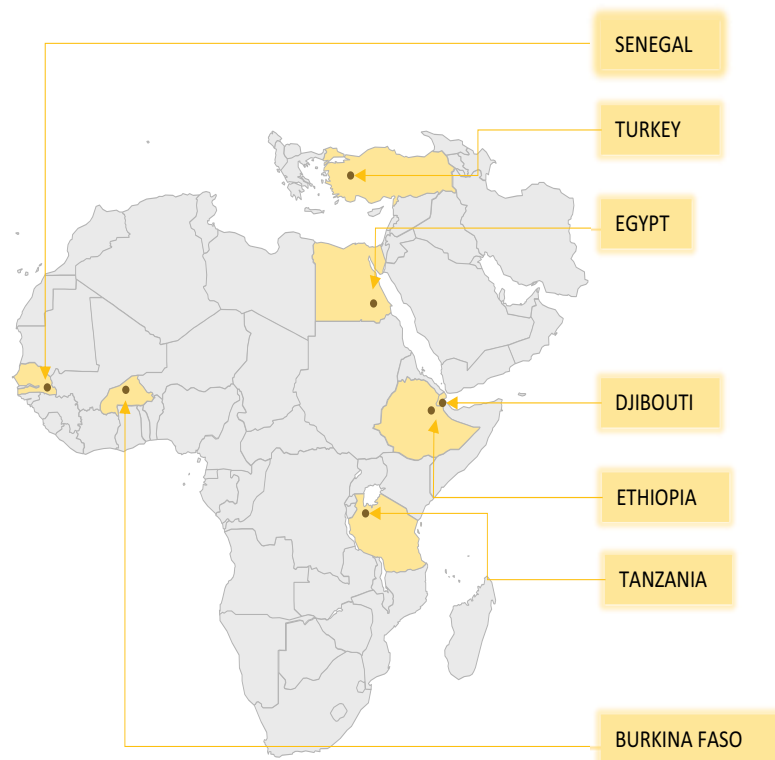 SENEGAL
TURKEY
EGYPT
DJIBOUTI
ETHIOPIA
TANZANIA
BURKINA FASO